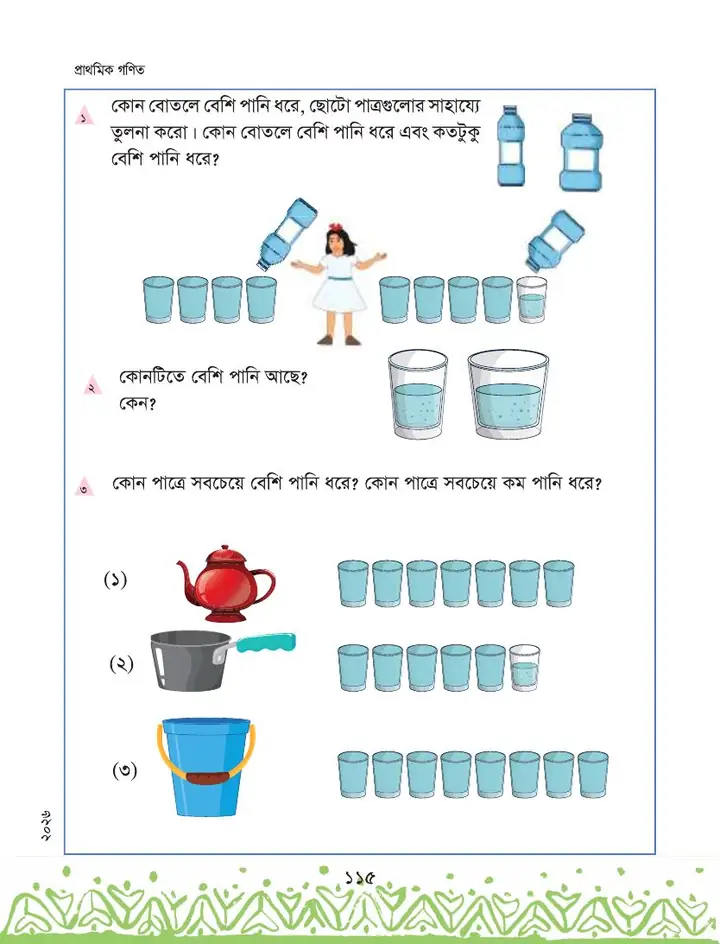 প্রাথমিক গণিত
১
কোন বোতলে বেশি পানি ধরে, ছোটো পাত্রগুলোর সাহায্যে
তুলনা করো। কোন বোতলে বেশি পানি ধরে এবং কতটুকু
বেশি পানি ধরে?
২
কোনটিতে বেশি পানি আছে?
কেন?
৩
কোন পাত্রে সবচেয়ে বেশি পানি ধরে? কোন পাত্রে সবচেয়ে কম পানি ধরে?
(১)
(২)
(৩)
২০২৬
১১৫